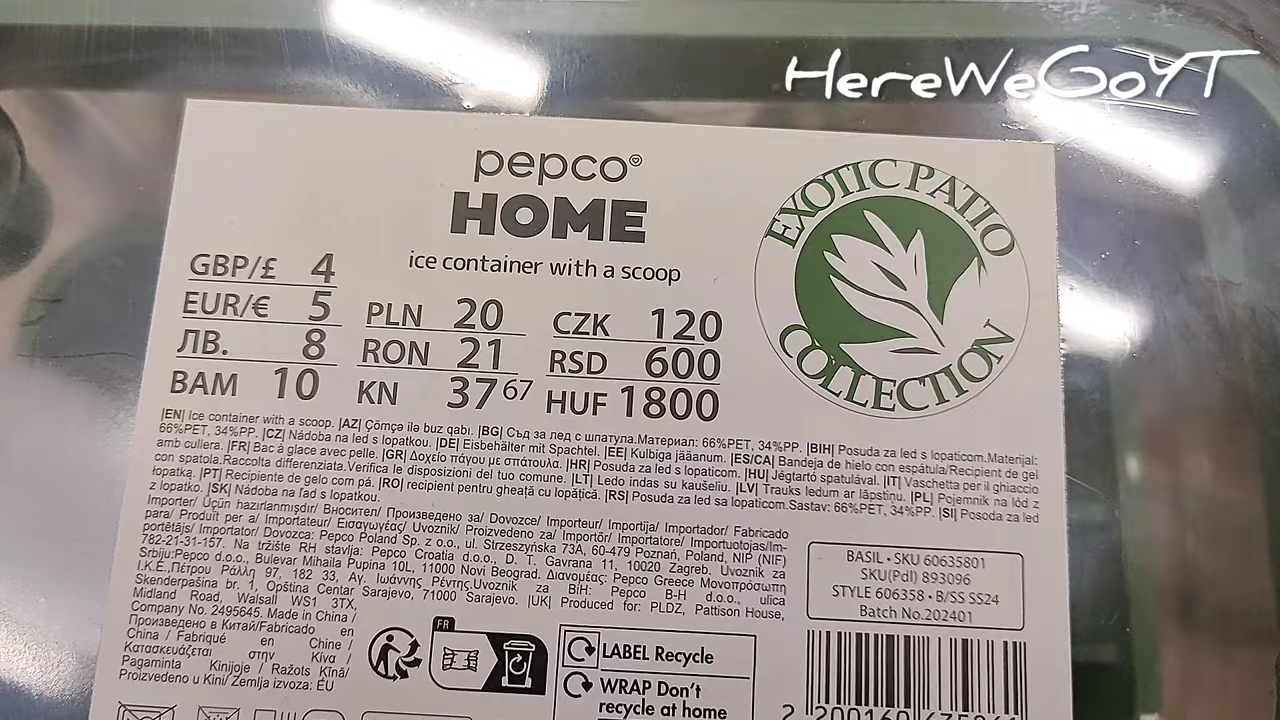 HereWeGoYT
pepco
HOME
ice container with a scoop
EXOTIC PATIO
COLLECTION
GBP/£ 4
EUR/€ 5 PLN 20 CZK 120
ЛВ. 8 RON 21 RSD 600
BAM 10 KN 37 67 HUF 1800
|EN| Ice container with a scoop. |AZ| Çömçə ilə buz qabı. |BG| Съд за лед с шпатула.Материал: 66%PET, 34%PP. |BIH| Posuda za led s lopaticom.Materijal:
66%PET, 34%PP. |CZ| Nádoba na led s lopatkou. |DE| Eisbehälter mit Spachtel. |EE| Kulbiga jääanum. |ES/CA| Bandeja de hielo con espátula/Recipient de gel
amb cullera. |FR| Bac à glace avec pelle. |GR| Δοχείο πάγου με σπάτουλα. |HR| Posuda za led s lopaticom. |HU| Jégtartó spatulával. |IT| Vaschetta per il ghiaccio
con spatola.Raccolta differenziata.Verifica le disposizioni del tuo comune. |LT| Ledo indas su kaušeliu. |LV| Trauks ledum ar lāpstiņu. |PL| Pojemnik na lód z
łopatką. |PT| Recipiente de gelo com pá. |RO| recipient pentru gheață cu lopățică. |RS| Posuda za led sa lopaticom.Sastav: 66%PET, 34%PP. |SI| Posoda za led
z lopatko. |SK| Nádoba na ľad s lopatkou.
Importer/ Üçün hazırlanmışdır/ Вносител/ Произведено за/ Dovozce/ Importeur/ Importija/ Importador/ Fabricado
para/ Produit per a/ Importateur/ Εισαγωγέας/ Uvoznik/ Proizvedeno za/ Importőr/ Importatore/ Importuotojas/Im-
portētājs/ Importator/ Dovozca: Pepco Poland Sp. z o.o., ul. Strzeszyńska 73A, 60-479 Poznań, Poland, NIP (NIF)
782-21-31-157. Na tržište RH stavlja: Pepco Croatia d.o.o., D. T. Gavrana 11, 10020 Zagreb. Uvoznik za
Srbiju:Pepco d.o.o., Bulevar Mihaila Pupina 10L, 11000 Novi Beograd. Διανομέας: Pepco Greece Μονοπρόσωπη
Ι.Κ.Ε.,Πέτρου Ράλλη 97, 182 33, Αγ. Ιωάννης Ρέντης.Uvoznik za BiH: Pepco B-H d.o.o., ulica
Skenderpašina br. 1, Opština Centar Sarajevo, 71000 Sarajevo. |UK| Produced for: PLDZ, Pattison House,
Midland Road, Walsall WS1 3TX,
Company No. 2495645. Made in China /
Произведено в Китай/Fabricado en
China / Fabriqué en Chine /
Κατασκευάζεται στην Κίνα /
Pagaminta Kinijoje / Ražots Ķīnā/
Proizvedeno u Kini/ Zemlja izvoza: EU
BASIL • SKU 60635801
SKU(Pdl) 893096
STYLE 606358 • B/SS SS24
Batch No.202401
FR
LABEL Recycle
WRAP Don't
recycle at home